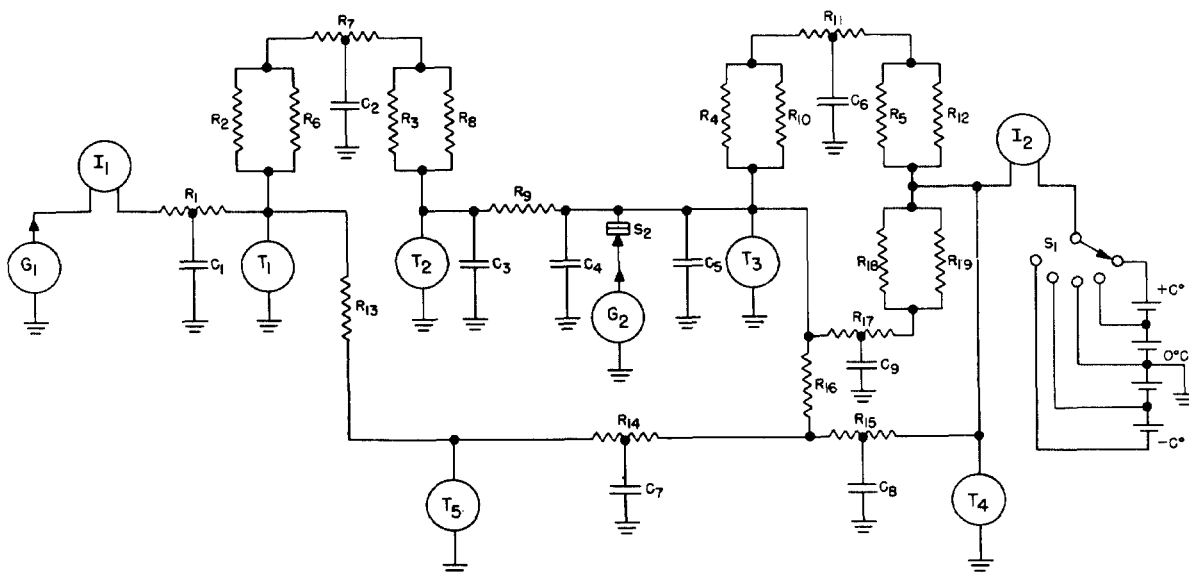 R7
R11
R2
R6
C2
R3
R8
R4
R10
C6
R5
R12
I1
I2
R1
R9
S2
S1
G1
C1
T1
T2
C3
C4
G2
C5
T3
R18
R19
+C°
R13
R17
0°C
C9
R16
R14
R15
-C°
C7
C8
T5
T4